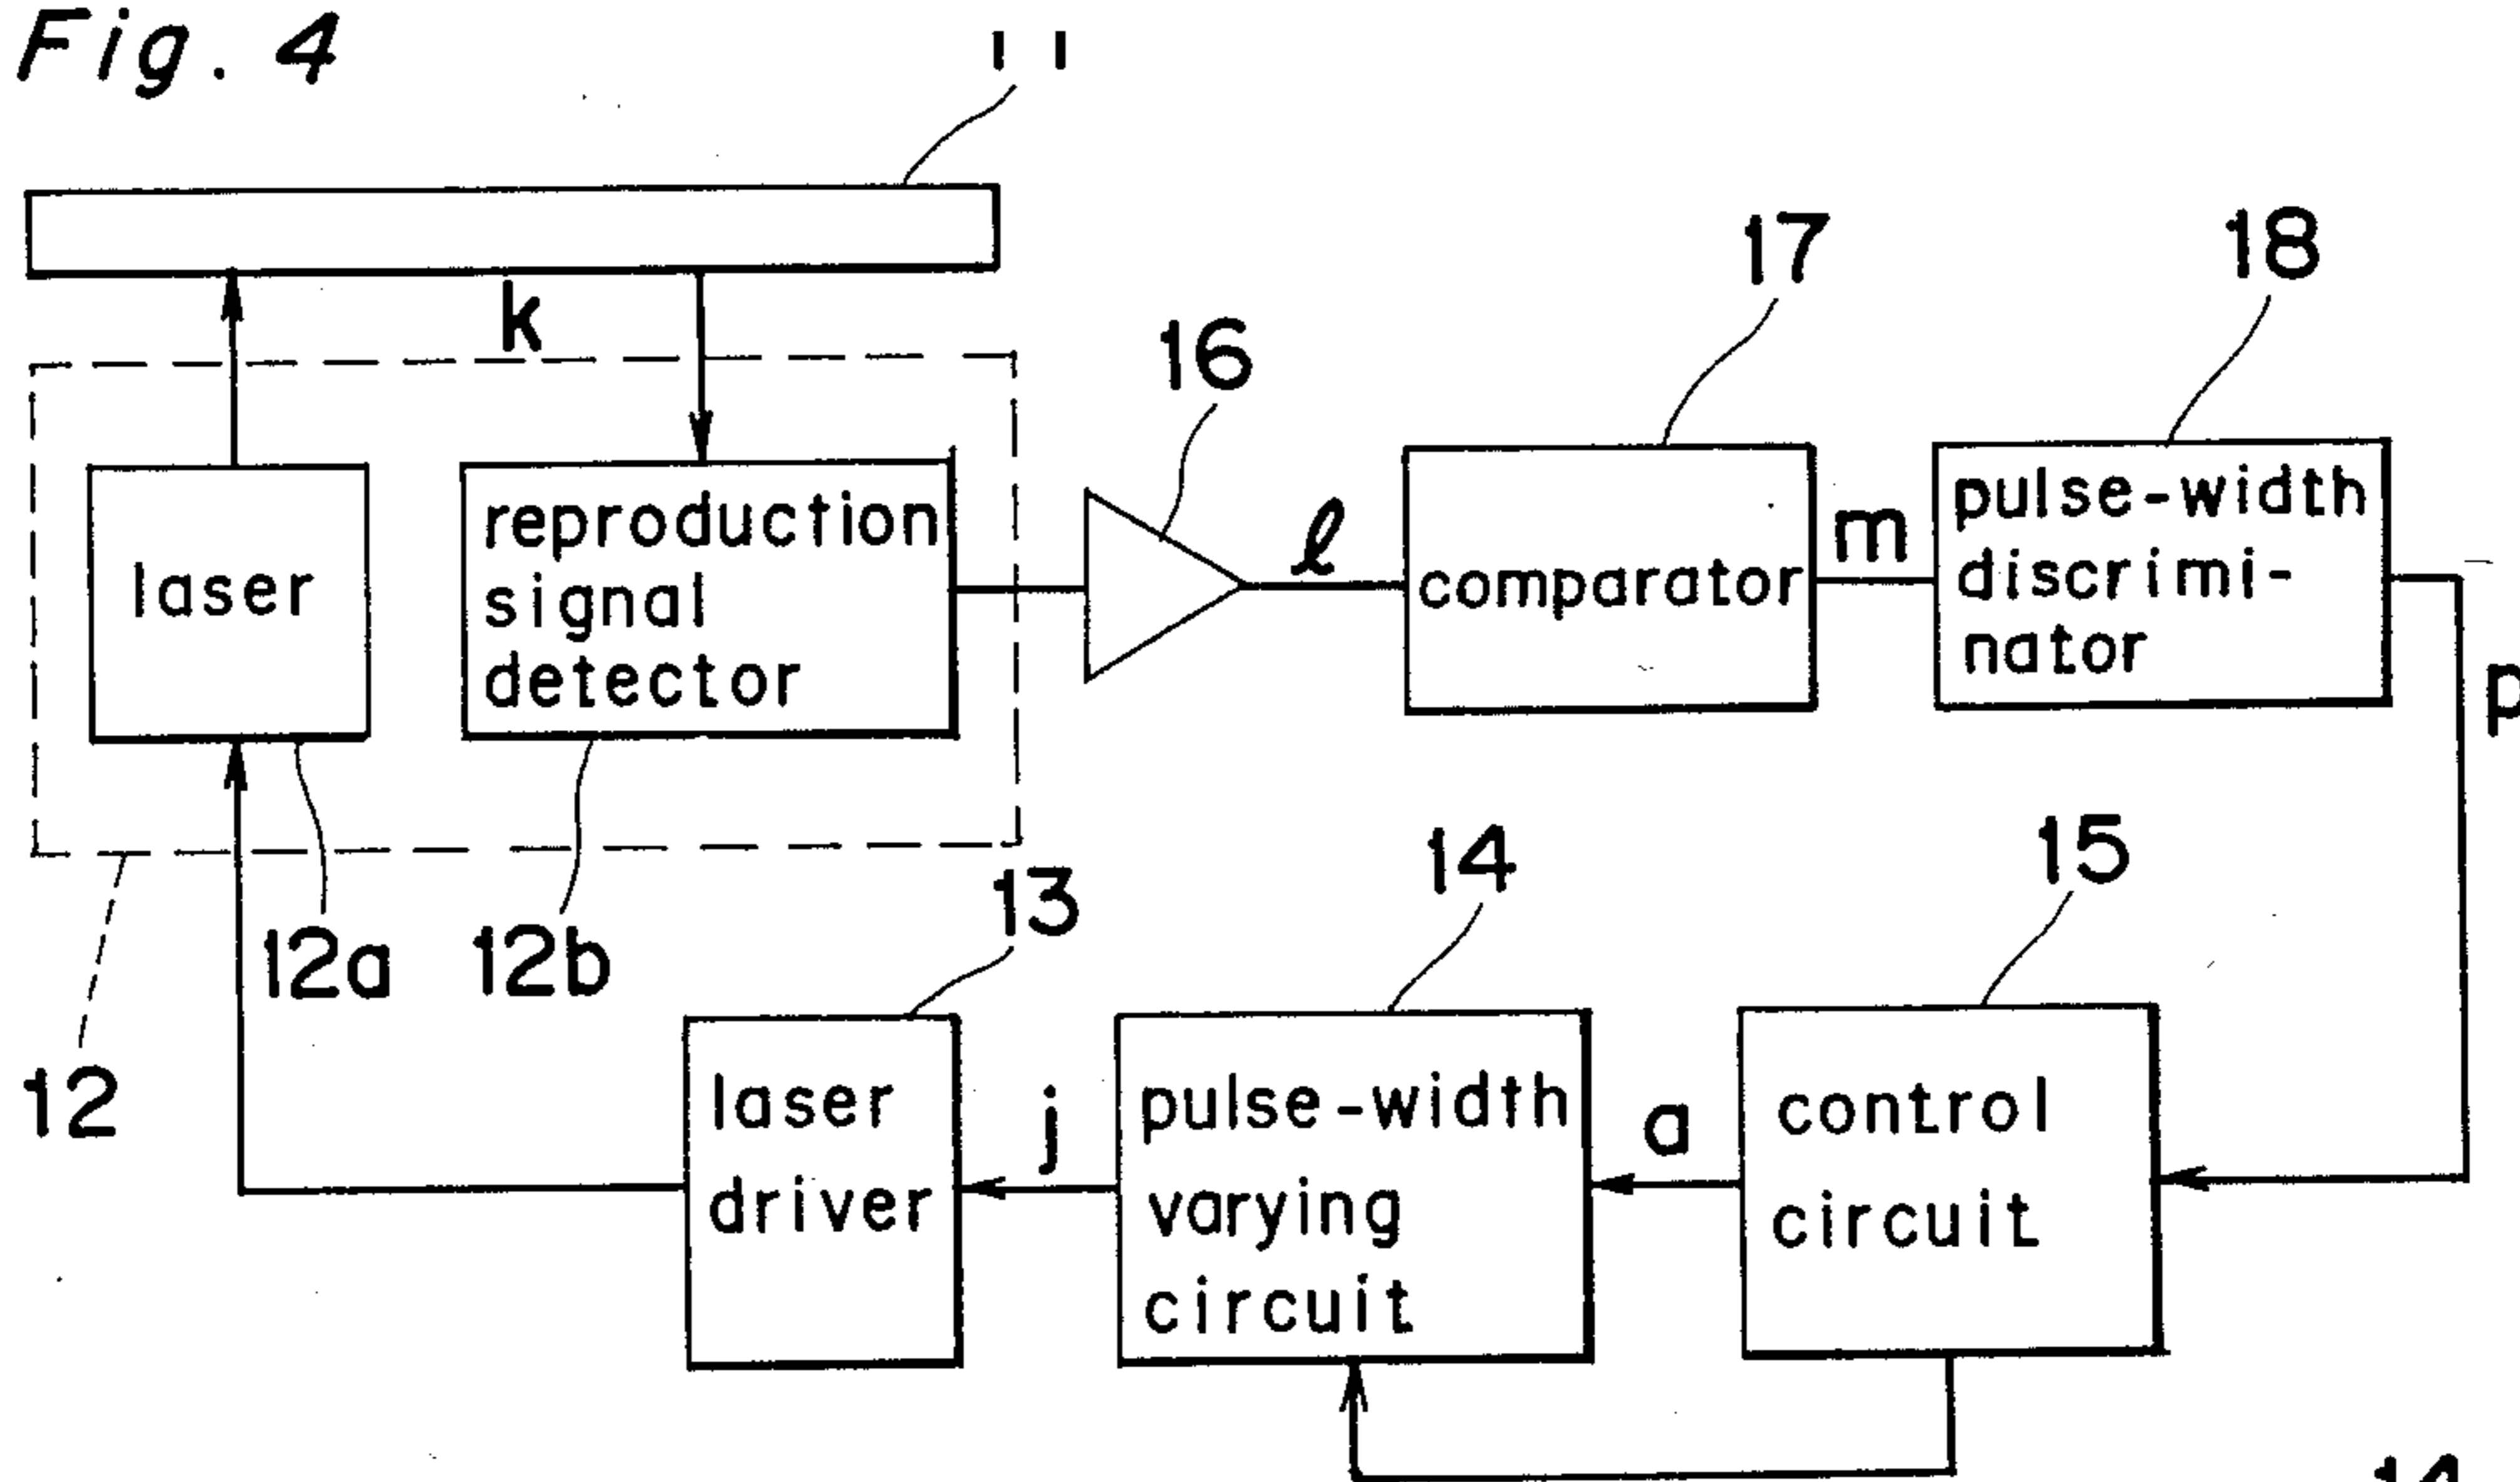 Fig. 4
11
k
17
18
16
laser
reproduction
signal
detector
ℓ
comparator
m
pulse-width
discrimi-
nator
p
12a
12b
12
13
14
15
laser
driver
j
pulse-width
varying
circuit
a
control
circuit